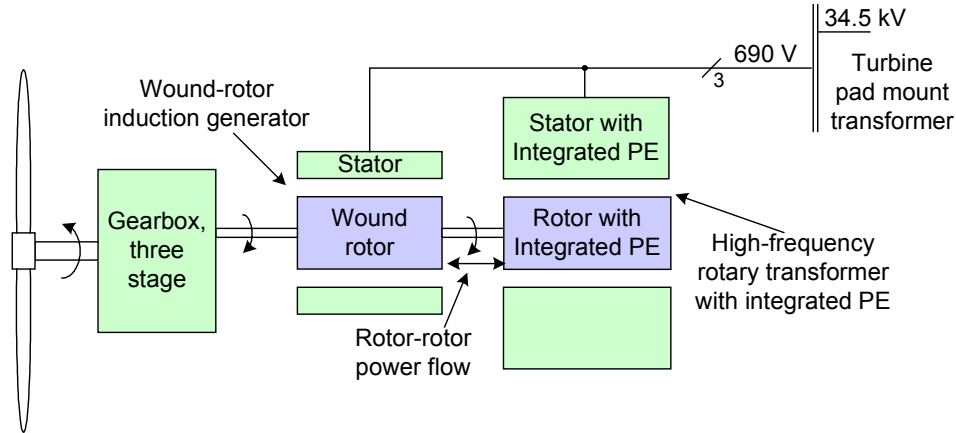 34.5 kV
690 V
3
Turbine
pad mount
transformer
Wound-rotor
induction generator
Stator with
Integrated PE
Stator
Gearbox,
three
stage
Wound
rotor
Rotor with
Integrated PE
High-frequency
rotary transformer
with integrated PE
Rotor-rotor
power flow